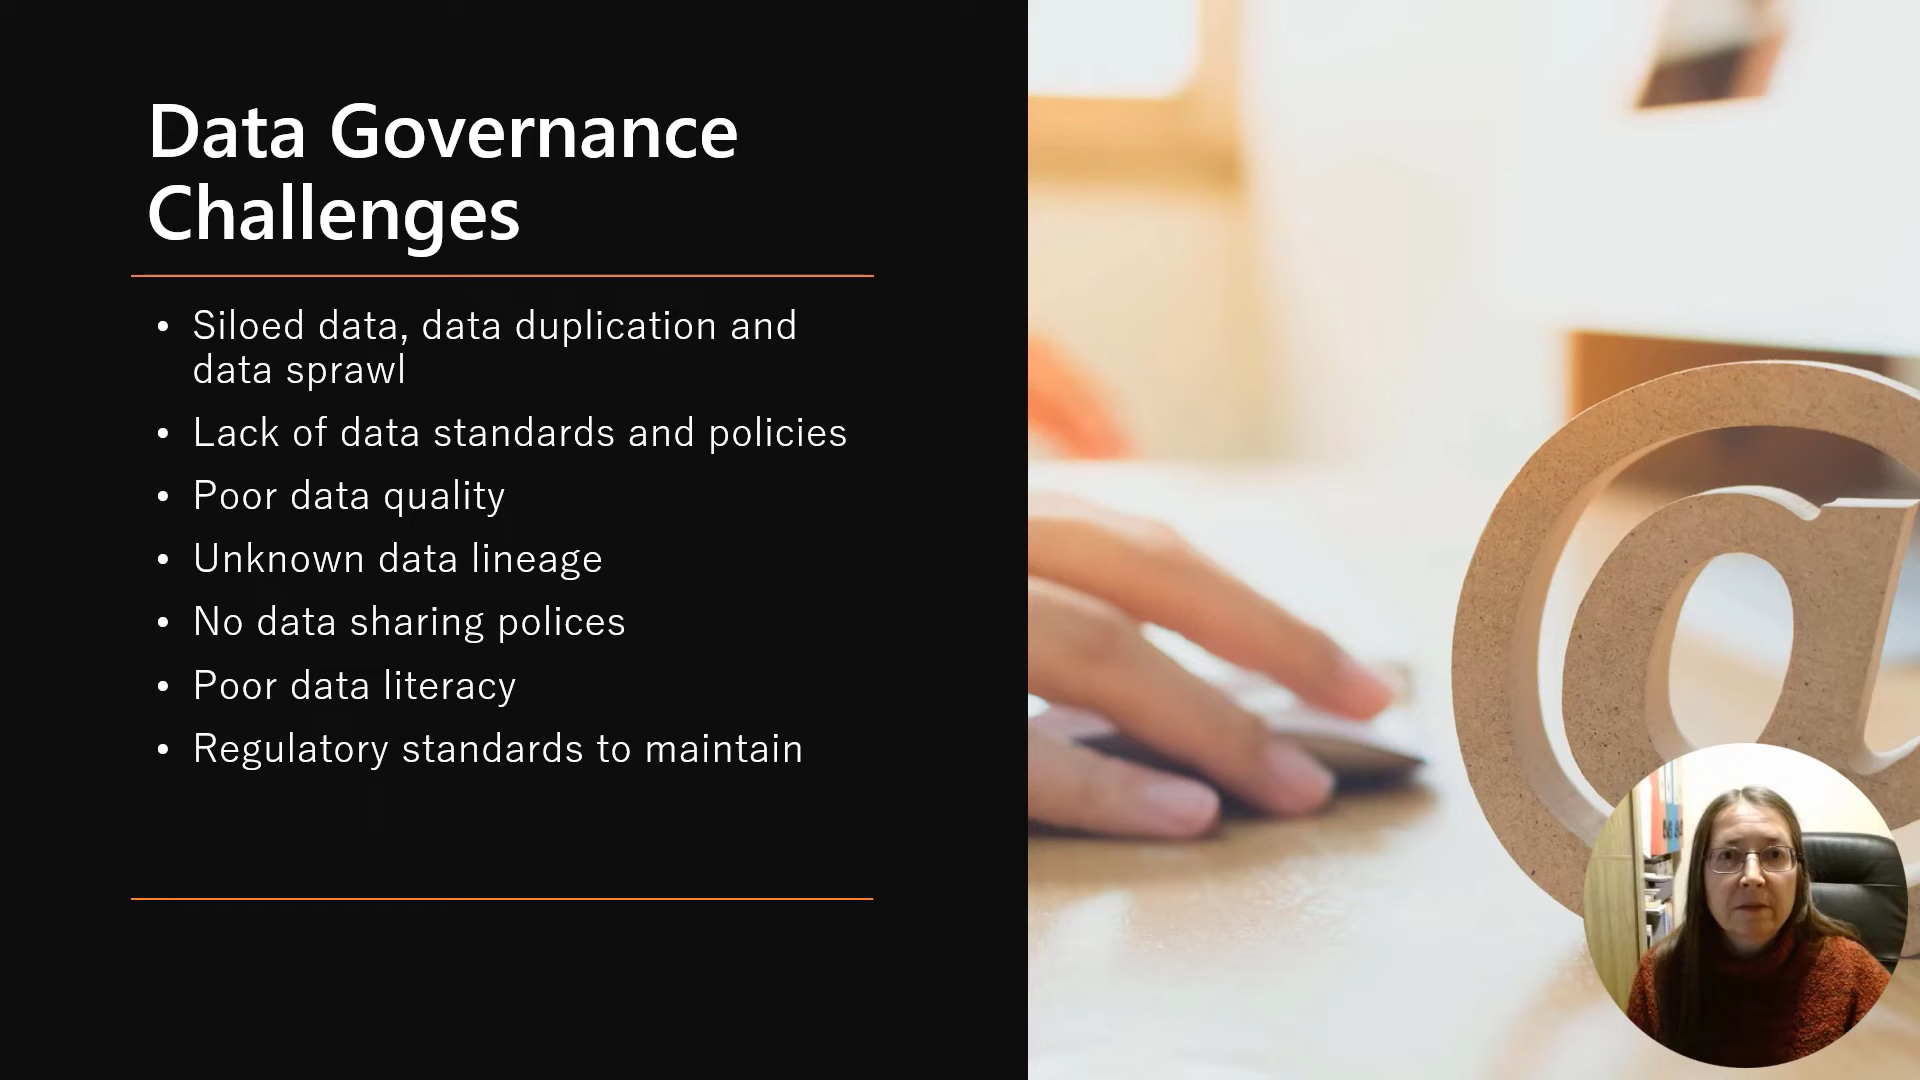 Data Governance
Challenges
• Siloed data, data duplication and
data sprawl
• Lack of data standards and policies
• Poor data quality
• Unknown data lineage
• No data sharing polices
• Poor data literacy
• Regulatory standards to maintain
@